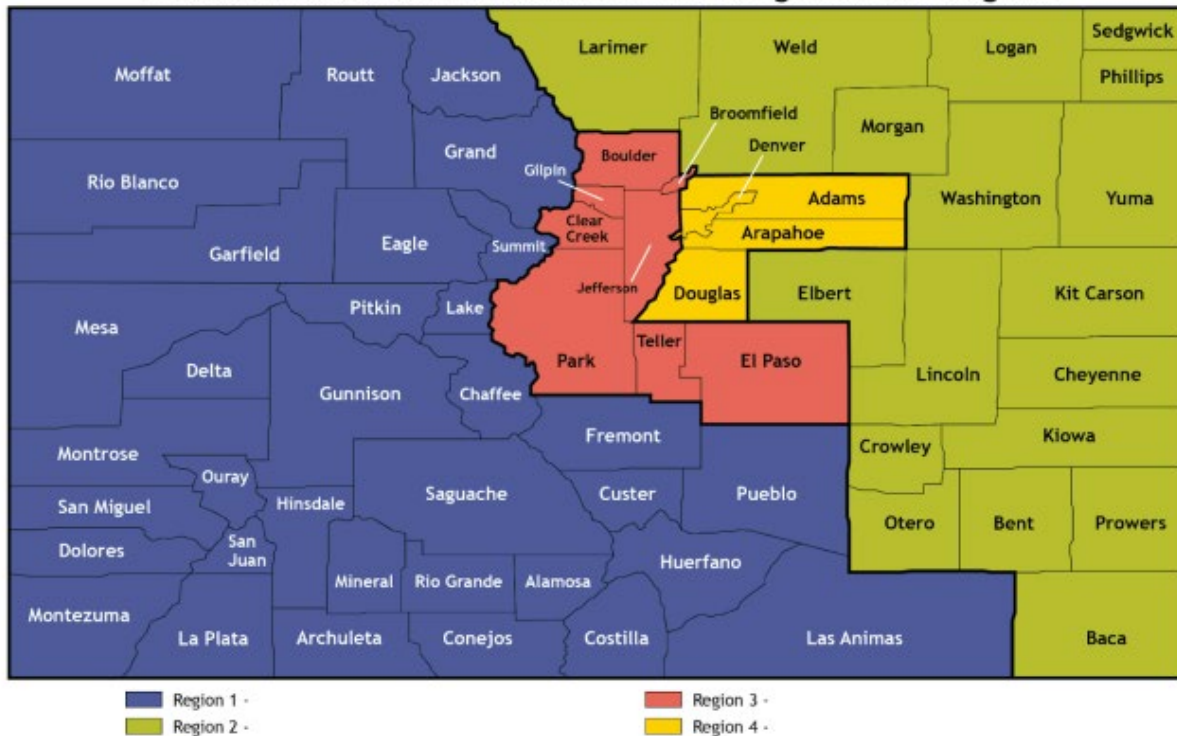 Larimer
Weld
Logan
Sedgwick
Phillips
Moffat
Routt
Jackson
Broomfield
Morgan
Denver
Grand
Boulder
Gilpin
Rio Blanco
Adams
Washington
Yuma
Clear
Creek
Arapahoe
Eagle
Summit
Garfield
Jefferson
Douglas
Elbert
Kit Carson
Pitkin
Lake
Mesa
Teller
Park
El Paso
Delta
Lincoln
Cheyenne
Gunnison
Chaffee
Fremont
Kiowa
Crowley
Montrose
Ouray
Saguache
Custer
Pueblo
Hinsdale
San Miguel
Otero
Bent
Prowers
Dolores
San
Juan
Huerfano
Mineral
Rio Grande
Alamosa
Montezuma
La Plata
Archuleta
Conejos
Costilla
Las Animas
Baca
Region 1 -
Region 3 -
Region 2 -
Region 4 -